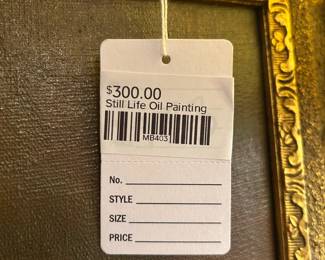 $300.00
Still Life Oil Painting
MB403
No.
STYLE
SIZE
PRICE